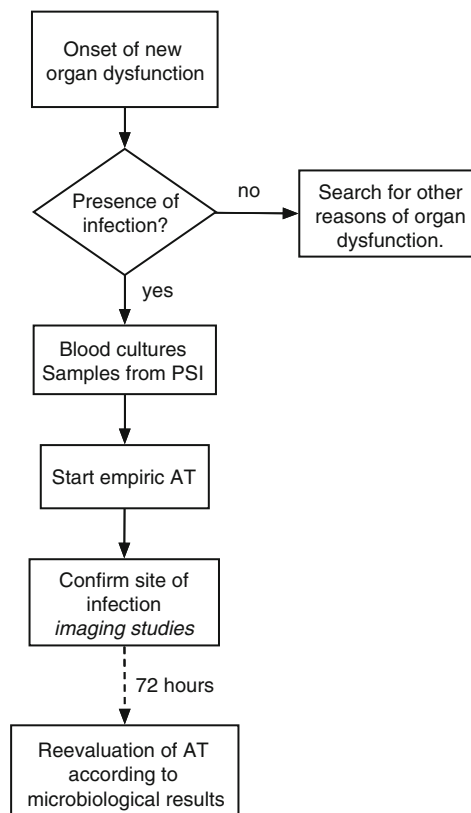 Onset of new
organ dysfunction
Presence of
infection?
no
Search for other
reasons of organ
dysfunction.
yes
Blood cultures
Samples from PSI
Start empiric AT
Confirm site of
infection
imaging studies
72 hours
Reevaluation of AT
according to
microbiological results